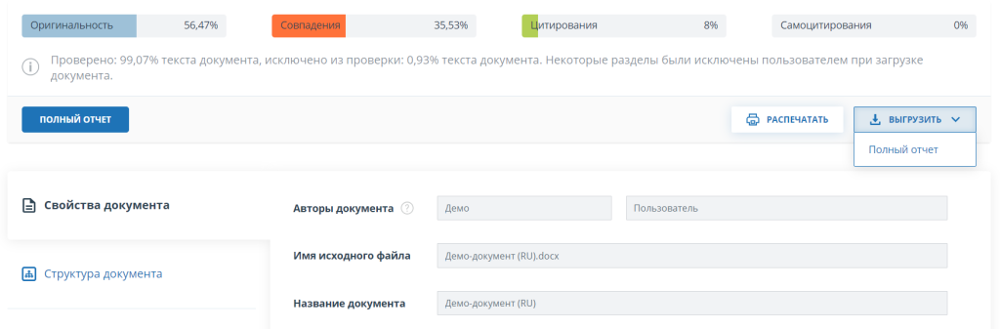 Оригинальность 56,47% Совпадения 35,53% Цитирования 8% Самоцитирования 0%
Проверено: 99,07% текста документа, исключено из проверки: 0,93% текста документа. Некоторые разделы были исключены пользователем при загрузке
документа.
ПОЛНЫЙ ОТЧЕТ РАСПЕЧАТАТЬ ВЫГРУЗИТЬ
Полный отчет
Свойства документа
Авторы документа ? Демо Пользователь
Имя исходного файла Демо-документ (RU).docx
Структура документа
Название документа Демо-документ (RU)